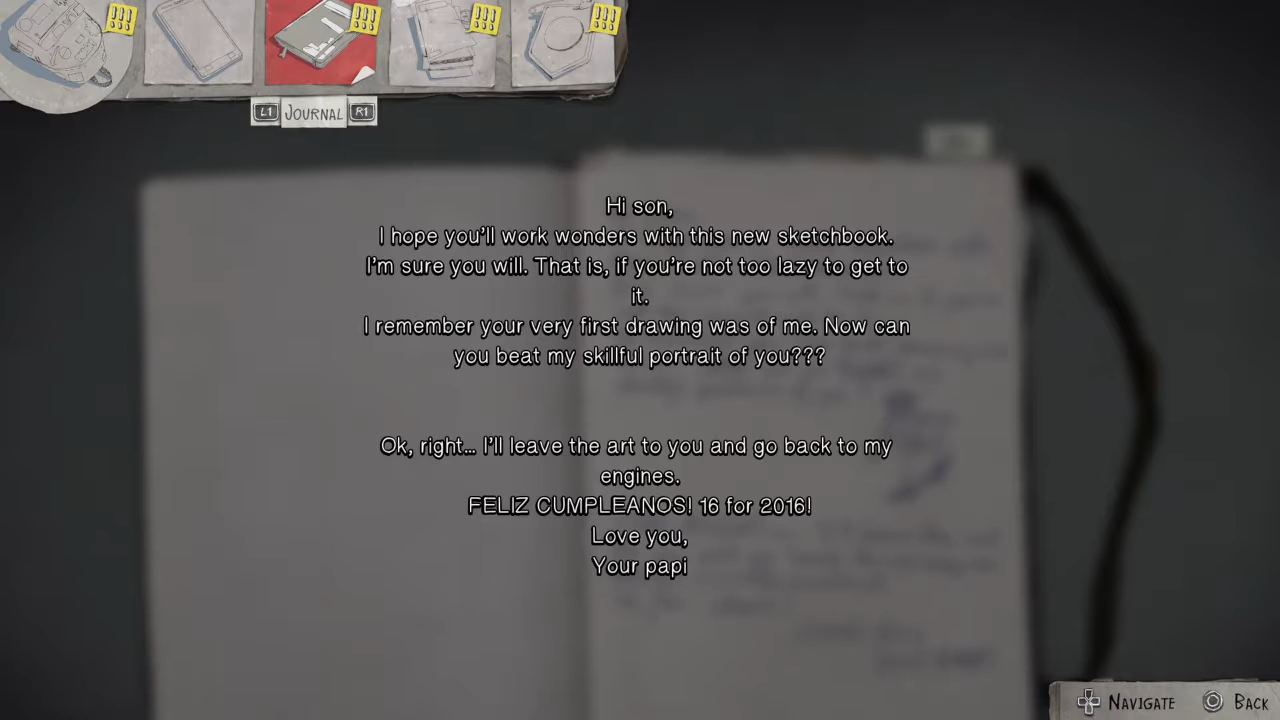 !!! !!! !!! !!!
L1 JOURNAL R1
Hi son,
I hope you'll work wonders with this new sketchbook.
I'm sure you will. That is, if you're not too lazy to get to
it.
I remember your very first drawing was of me. Now can
you beat my skillful portrait of you???
Ok, right... I'll leave the art to you and go back to my
engines.
FELIZ CUMPLEANOS! 16 for 2016!
Love you,
Your papi
NAVIGATE BACK